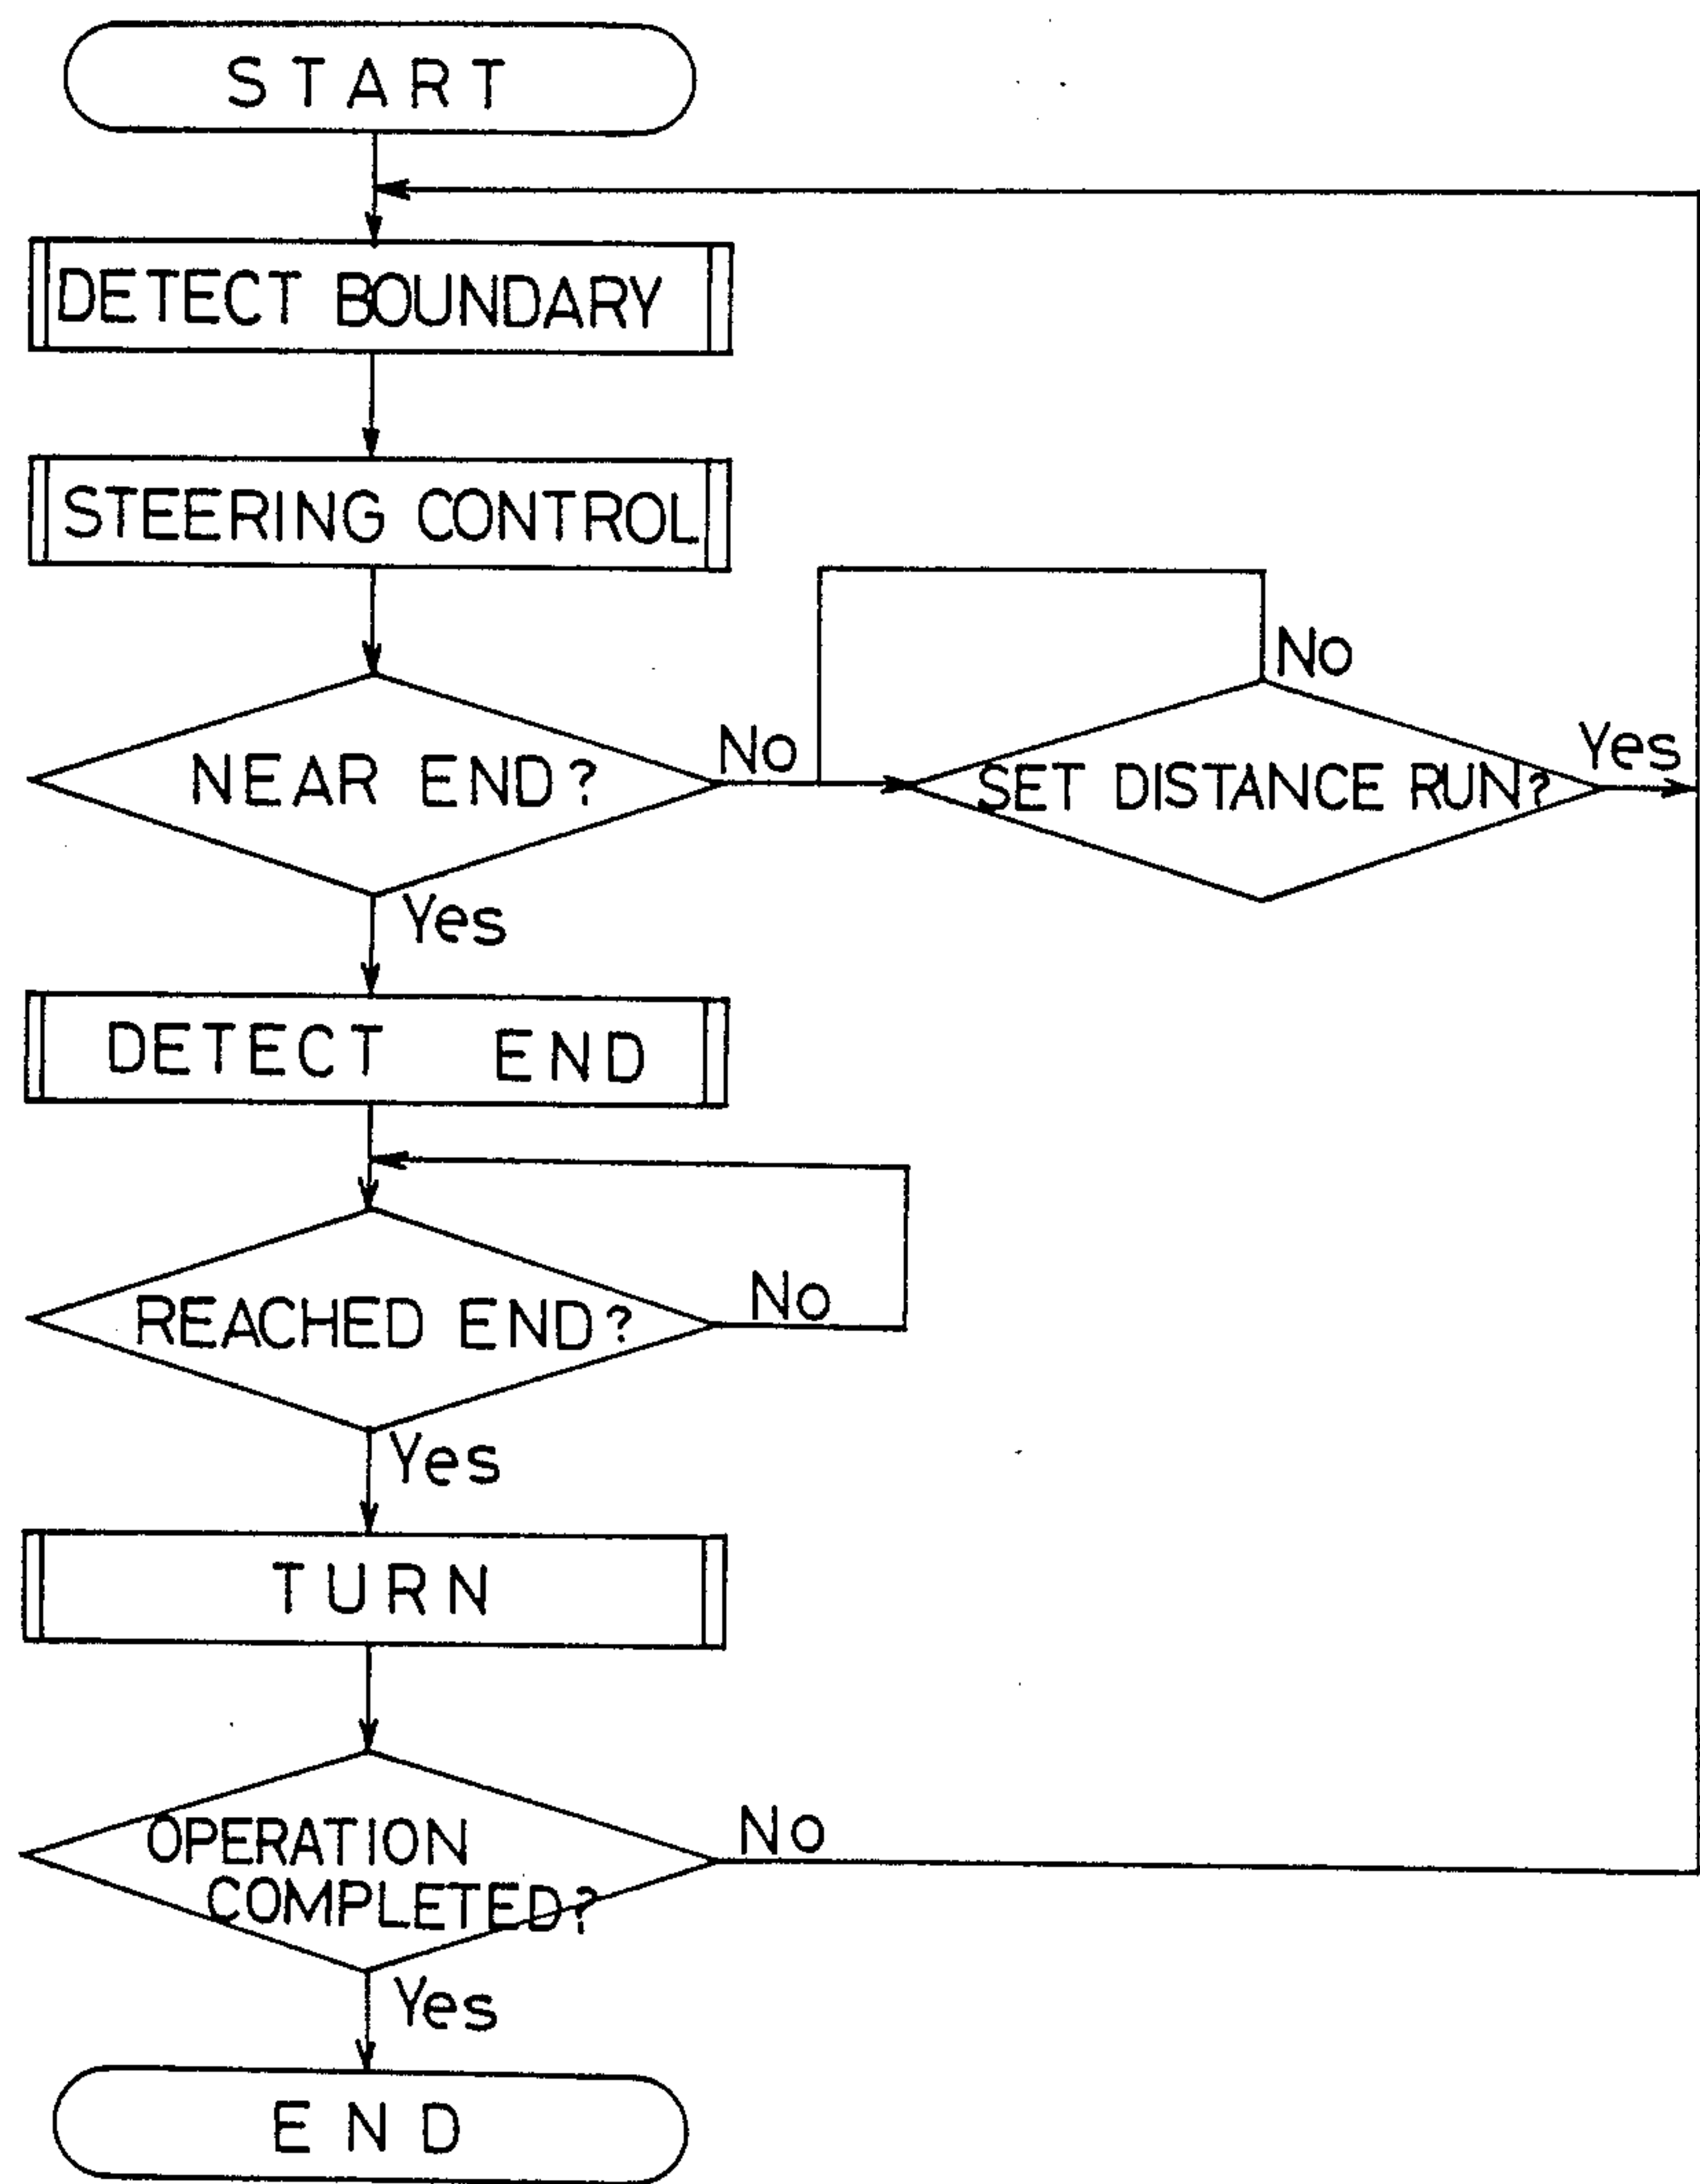 START
DETECT BOUNDARY
STEERING CONTROL
No
NEAR END?
No
SET DISTANCE RUN?
Yes
Yes
DETECT END
REACHED END?
No
Yes
TURN
OPERATION
COMPLETED?
No
Yes
END